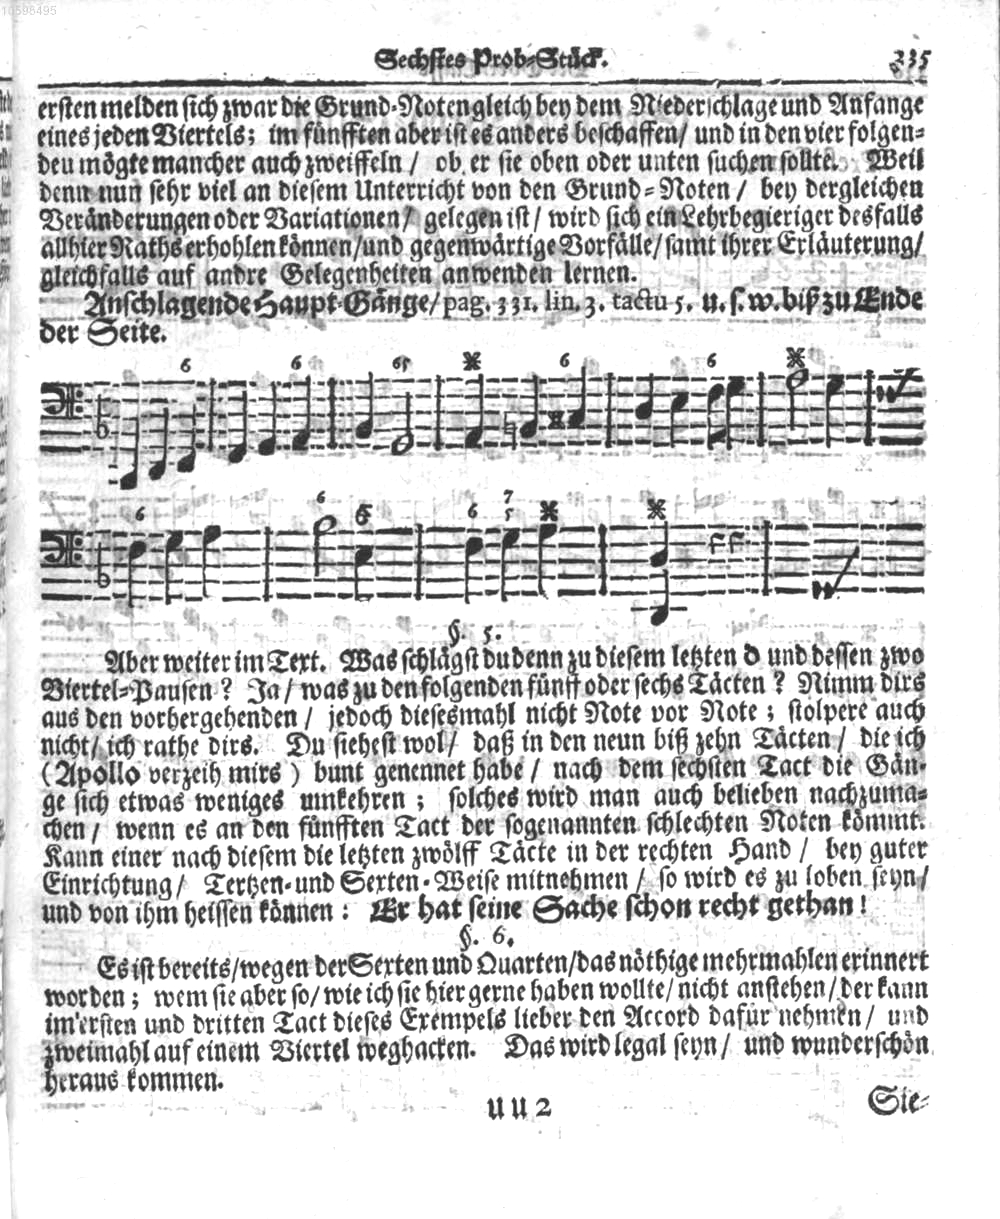 10598495
Sechstes Prob-Stück. 335
ersten melden sich zwar die Grund-Noten gleich bey dem Niederschlage und Anfange
eines jeden Viertels; im fünfften aber ist es anders beschaffen/ und in den vier folgen-
deu mögte mancher auch zweiffeln/ ob er sie oben oder unten suchen sollte. Weil
denn nun sehr viel an diesem Unterricht von den Grund-Noten/ bey dergleichen
Veränderungen oder Variationen/ gelegen ist/ wird sich ein Lehrbegieriger desfalls
allhier Raths erhohlen können/ und gegenwärtige Vorfälle/ samt ihrer Erläuterung/
gleichfalls auf andre Gelegenheiten anwenden lernen.
Anschlagende Haupt-Gänge/ pag. 331. lin. 3. tactu 5. u. s. w. biß zu Ende
der Seite.
6 6 65 6 6
6 6 6 6 7
5
§. 5.
Aber weiter im Text. Was schlägst du denn zu diesem letzten d und dessen zwo
Viertel-Pausen? Ja/ was zu den folgenden fünff oder sechs Täcten? Nimm dirs
aus den vorhergehenden/ jedoch diesesmahl nicht Note vor Note; stolpere auch
nicht/ ich rathe dirs. Du siehest wol/ daß in den neun biß zehn Täcten/ die ich
(Apollo verzeih mirs) bunt genennet habe/ nach dem sechsten Tact die Gän-
ge sich etwas weniges umkehren; solches wird man auch belieben nachzuma-
chen/ wenn es an den fünfften Tact der sogenannten schlechten Noten kömmt.
Kann einer nach diesem die letzten zwölff Täcte in der rechten Hand/ bey guter
Einrichtung/ Tertzen- und Sexten-Weise mitnehmen/ so wird es zu loben seyn/
und von ihm heissen können: Er hat seine Sache schon recht gethan!
§. 6.
Es ist bereits/ wegen der Sexten und Quarten/ das nöthige mehrmahlen erinnert
worden; wem sie aber so/ wie ich sie hier gerne haben wollte/ nicht anstehen/ der kann
im ersten und dritten Tact dieses Exempels lieber den Accord dafür nehmen/ und
zweimahl auf einem Viertel weghacken. Das wird legal seyn/ und wunderschön
heraus kommen.
U u 2 Sie-